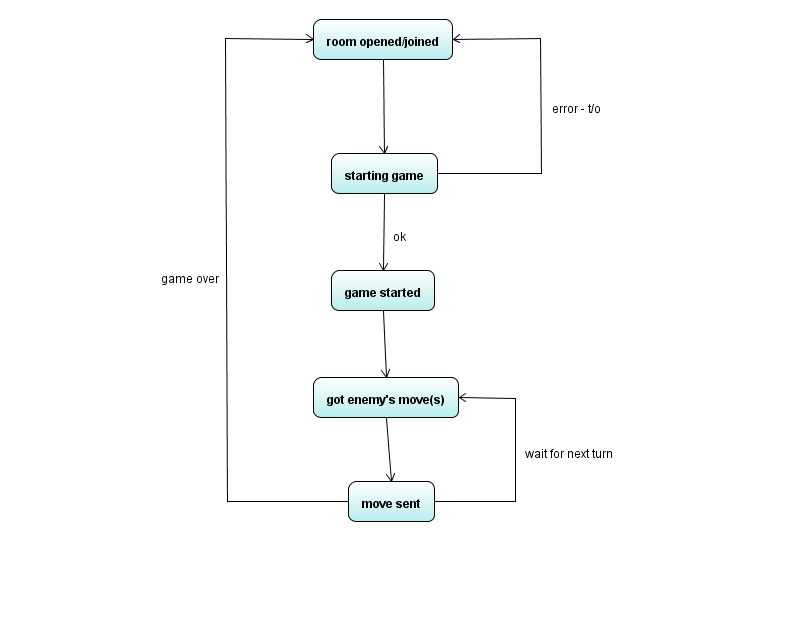 room opened/joined
error - t/o
starting game
ok
game over
game started
got enemy's move(s)
wait for next turn
move sent